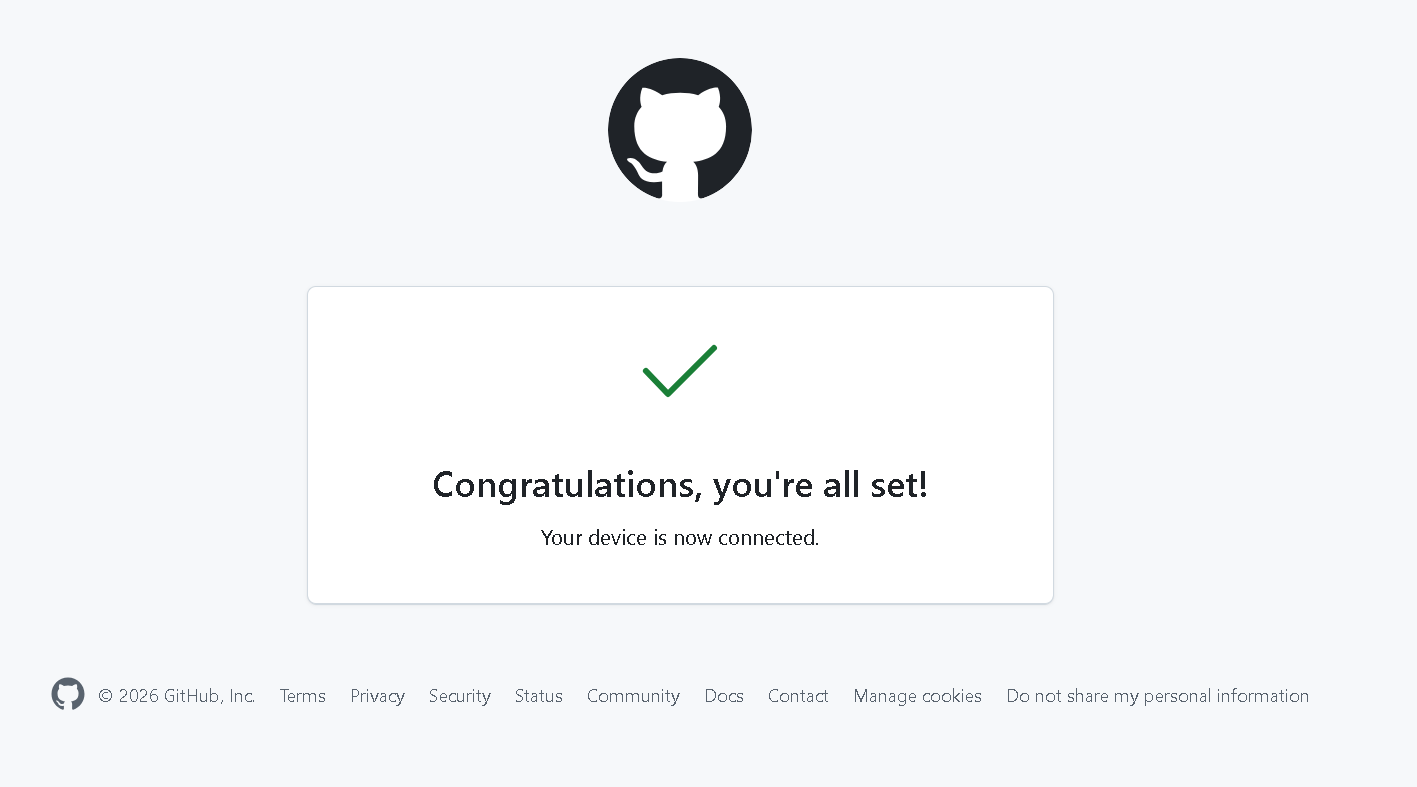 Congratulations, you're all set!
Your device is now connected.
© 2026 GitHub, Inc. Terms Privacy Security Status Community Docs Contact Manage cookies Do not share my personal information